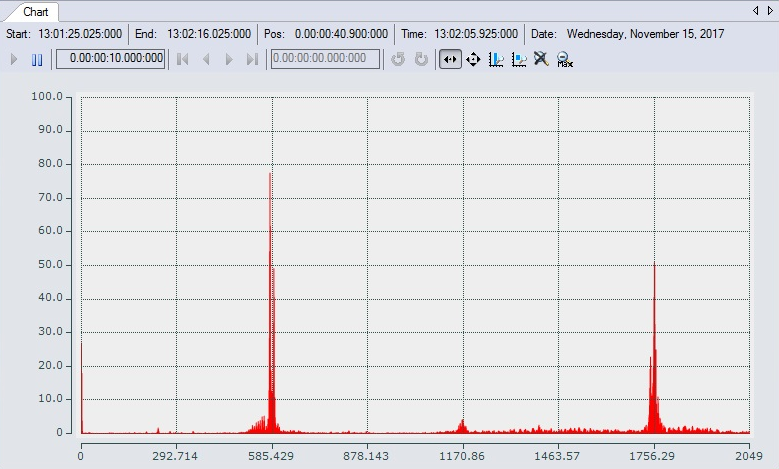 Chart
Start: 13:01:25.025:000 End: 13:02:16.025:000 Pos: 0.00:00:40.900:000 Time: 13:02:05.925:000 Date: Wednesday, November 15, 2017
0.00:00:10.000:000 0.00:00:00.000:000 Max
100.0
90.0
80.0
70.0
60.0
50.0
40.0
30.0
20.0
10.0
0
0 292.714 585.429 878.143 1170.86 1463.57 1756.29 2049